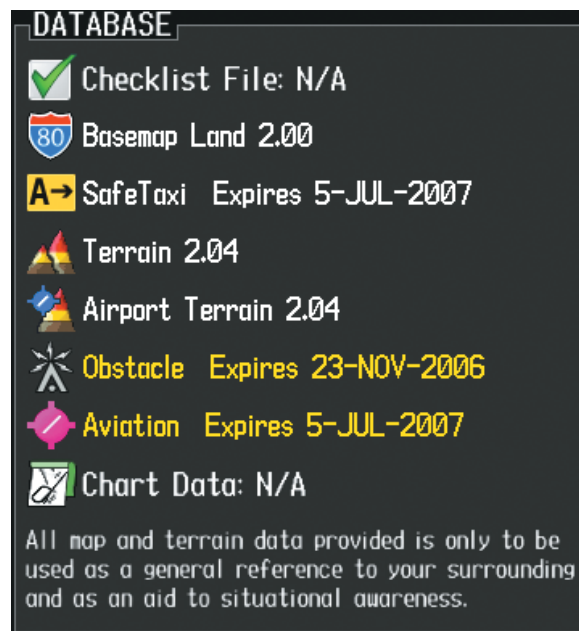 DATABASE
Checklist File: N/A
80 Basemap Land 2.00
A→ SafeTaxi Expires 5-JUL-2007
Terrain 2.04
Airport Terrain 2.04
Obstacle Expires 23-NOV-2006
Aviation Expires 5-JUL-2007
Chart Data: N/A
All map and terrain data provided is only to be
used as a general reference to your surrounding
and as an aid to situational awareness.